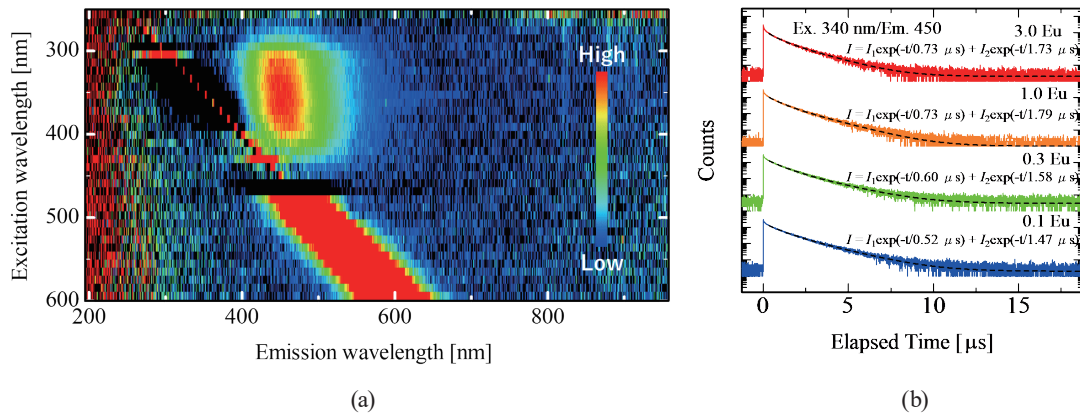 High
Low
300
400
500
600
200
400
600
800
Excitation wavelength [nm]
Emission wavelength [nm]
(a)
Ex. 340 nm/Em. 450
3.0 Eu
I = I₁exp(-t/0.73 μs) + I₂exp(-t/1.73 μs)
1.0 Eu
I = I₁exp(-t/0.73 μs) + I₂exp(-t/1.79 μs)
0.3 Eu
I = I₁exp(-t/0.60 μs) + I₂exp(-t/1.58 μs)
0.1 Eu
I = I₁exp(-t/0.52 μs) + I₂exp(-t/1.47 μs)
Counts
0
5
10
15
Elapsed Time [μs]
(b)